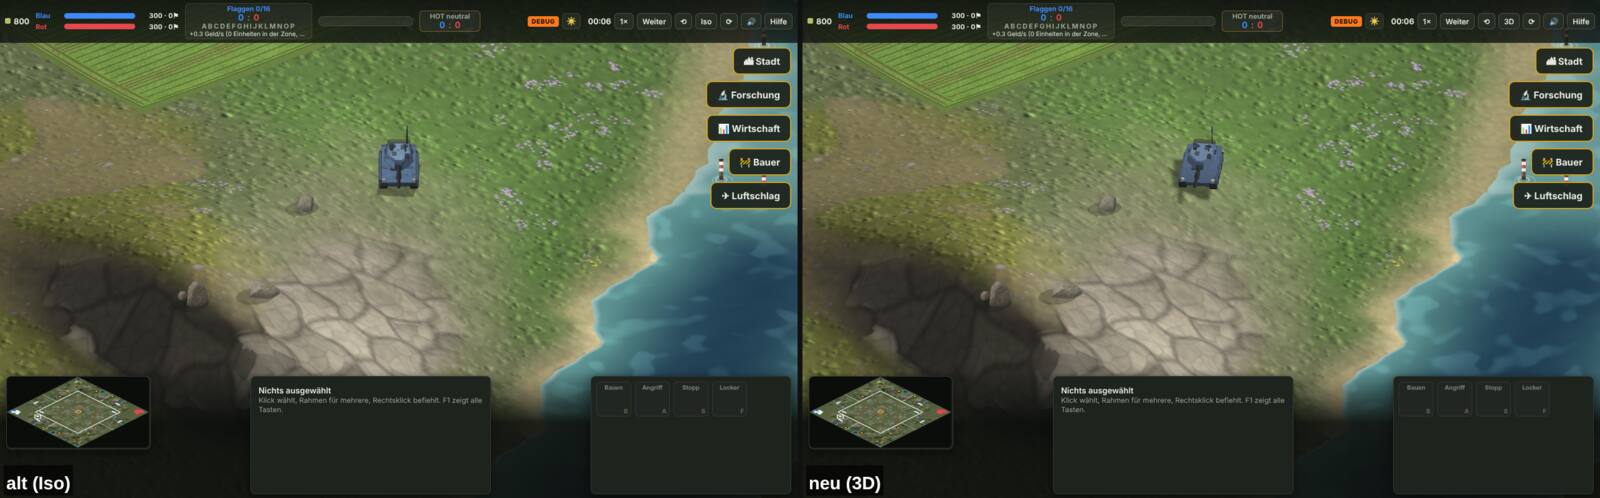 800 Blau 300 · 0
Rot 300 · 0
Flaggen 0/16
0 : 0
A B C D E F G H I J K L M N O P
+0.3 Geld/s (0 Einheiten in der Zone, ...
HOT neutral
0 : 0
DEBUG 00:06 1× Weiter Iso Hilfe
Stadt
Forschung
Wirtschaft
Bauer
Luftschlag
Nichts ausgewählt
Klick wählt, Rahmen für mehrere, Rechtsklick befiehlt. F1 zeigt alle
Tasten.
Bauen Angriff Stopp Locker
B A S F
alt (Iso)
800 Blau 300 · 0
Rot 300 · 0
Flaggen 0/16
0 : 0
A B C D E F G H I J K L M N O P
+0.3 Geld/s (0 Einheiten in der Zone, ...
HOT neutral
0 : 0
DEBUG 00:06 1× Weiter 3D Hilfe
Stadt
Forschung
Wirtschaft
Bauer
Luftschlag
Nichts ausgewählt
Klick wählt, Rahmen für mehrere, Rechtsklick befiehlt. F1 zeigt alle
Tasten.
Bauen Angriff Stopp Locker
B A S F
neu (3D)